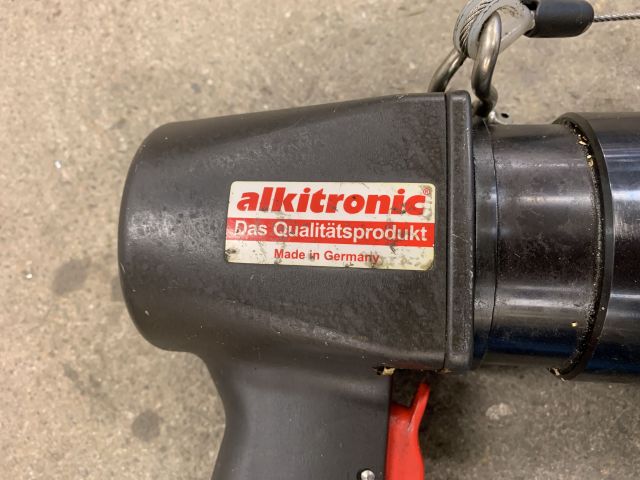 alkitronic®
Das Qualitätsprodukt
Made in Germany